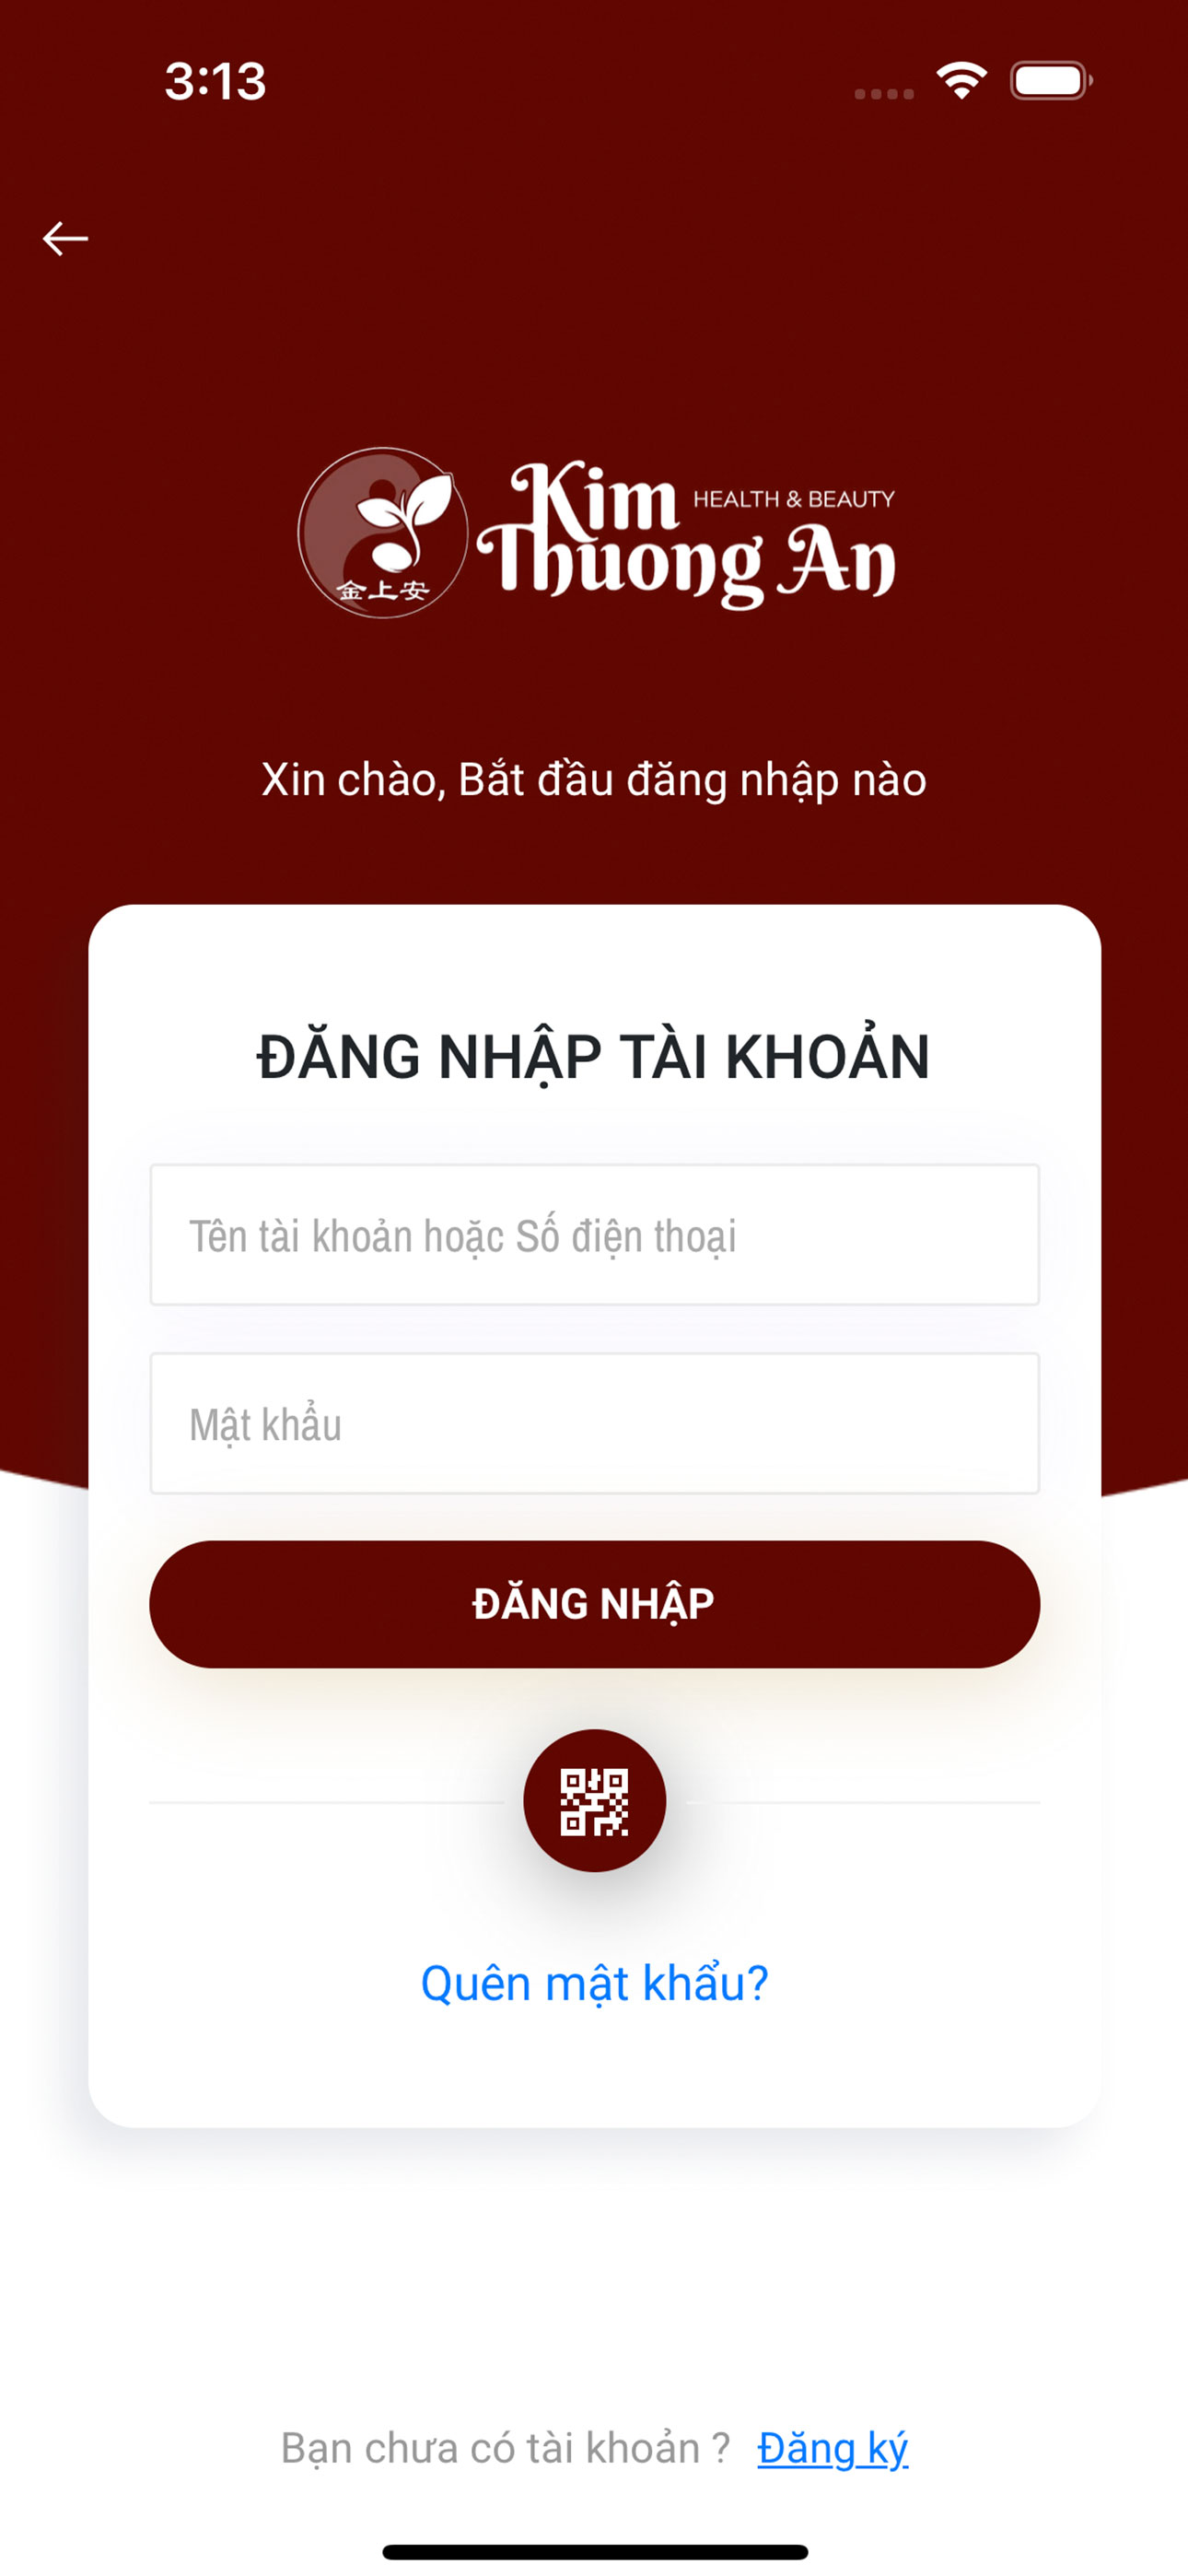 3:13
Kim HEALTH & BEAUTY
Thuong An
金上安
Xin chào, Bắt đầu đăng nhập nào
ĐĂNG NHẬP TÀI KHOẢN
Tên tài khoản hoặc Số điện thoại
Mật khẩu
ĐĂNG NHẬP
Quên mật khẩu?
Bạn chưa có tài khoản ? Đăng ký